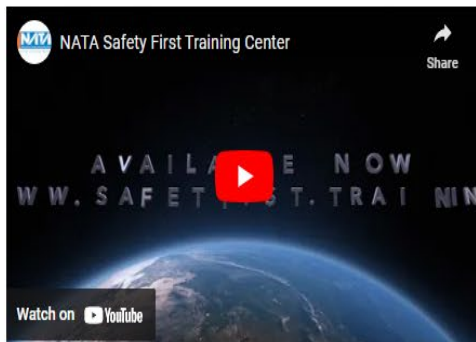 NATA
NATA Safety First Training Center
Share
NOW
Watch on YouTube